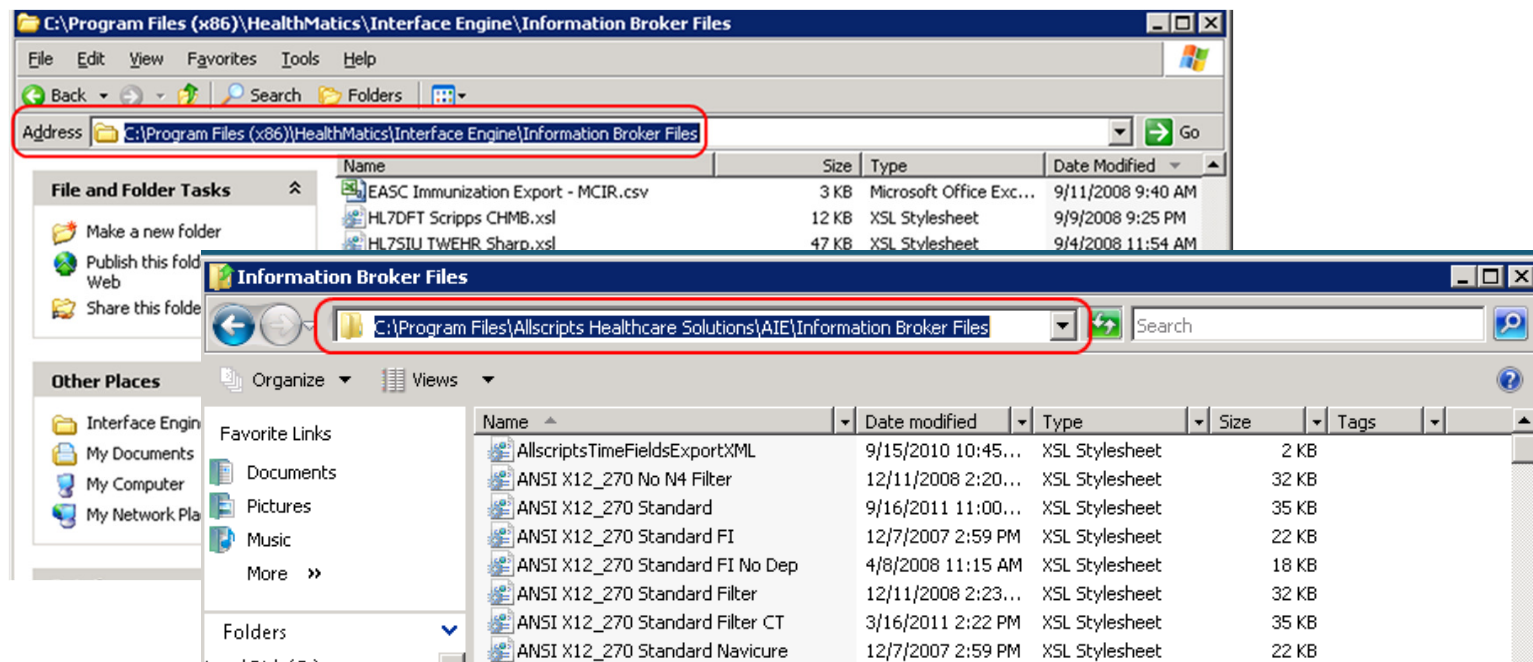 C:\Program Files (x86)\HealthMatics\Interface Engine\Information Broker Files
File Edit View Favorites Tools Help
Back Search Folders
Address C:\Program Files (x86)\HealthMatics\Interface Engine\Information Broker Files Go
Name Size Type Date Modified
File and Folder Tasks
Make a new folder
Publish this fold
Web
Share this folde
EASC Immunization Export - MCIR.csv 3 KB Microsoft Office Exc... 9/11/2008 9:40 AM
HL7DFT Scripps CHMB.xsl 12 KB XSL Stylesheet 9/9/2008 9:25 PM
HL7SIU TWEHR Sharp.xsl 47 KB XSL Stylesheet 9/4/2008 11:54 AM
Other Places
Interface Engin
My Documents
My Computer
My Network Pla
Information Broker Files
C:\Program Files\Allscripts Healthcare Solutions\AIE\Information Broker Files Search
Organize Views
Favorite Links
Documents
Pictures
Music
More »
Folders
Name Date modified Type Size Tags
AllscriptsTimeFieldsExportXML 9/15/2010 10:45... XSL Stylesheet 2 KB
ANSI X12_270 No N4 Filter 12/11/2008 2:20... XSL Stylesheet 32 KB
ANSI X12_270 Standard 9/16/2011 11:00... XSL Stylesheet 35 KB
ANSI X12_270 Standard FI 12/7/2007 2:59 PM XSL Stylesheet 22 KB
ANSI X12_270 Standard FI No Dep 4/8/2008 11:15 AM XSL Stylesheet 18 KB
ANSI X12_270 Standard Filter 12/11/2008 2:23... XSL Stylesheet 32 KB
ANSI X12_270 Standard Filter CT 3/16/2011 2:22 PM XSL Stylesheet 35 KB
ANSI X12_270 Standard Navicure 12/7/2007 2:59 PM XSL Stylesheet 22 KB